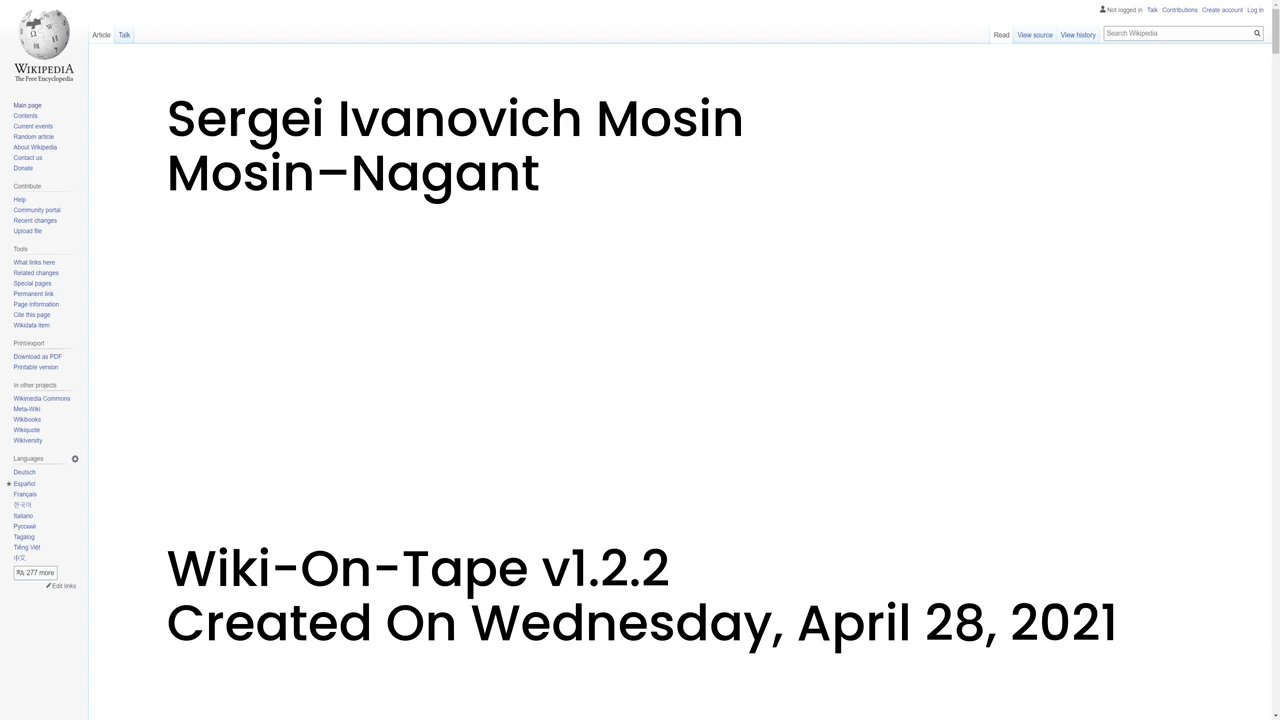 Not logged in Talk Contributions Create account Log in
Article Talk Read View source View history Search Wikipedia
WIKIPEDIA
The Free Encyclopedia
Main page
Contents
Current events
Random article
About Wikipedia
Contact us
Donate
Contribute
Help
Community portal
Recent changes
Upload file
Tools
What links here
Related changes
Special pages
Permanent link
Page information
Cite this page
Wikidata item
Print/export
Download as PDF
Printable version
In other projects
Wikimedia Commons
Meta-Wiki
Wikibooks
Wikiquote
Wikiversity
Languages
Deutsch
Español
Français
한국어
Italiano
Русский
Tagalog
Tiếng Việt
中文
277 more
Edit links
Sergei Ivanovich Mosin
Mosin–Nagant
Wiki-On-Tape v1.2.2
Created On Wednesday, April 28, 2021